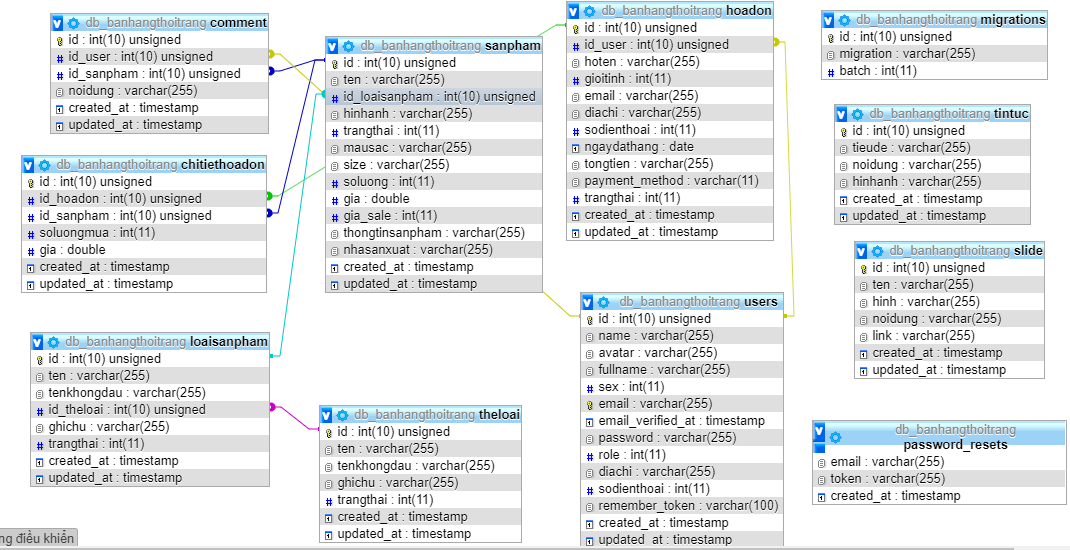 db_banhangthoitrang comment
id : int(10) unsigned
id_user : int(10) unsigned
id_sanpham : int(10) unsigned
noidung : varchar(255)
created_at : timestamp
updated_at : timestamp
db_banhangthoitrang chitiethoadon
id : int(10) unsigned
id_hoadon : int(10) unsigned
id_sanpham : int(10) unsigned
soluongmua : int(11)
gia : double
created_at : timestamp
updated_at : timestamp
db_banhangthoitrang loaisanpham
id : int(10) unsigned
ten : varchar(255)
tenkhongdau : varchar(255)
id_theloai : int(10) unsigned
ghichu : varchar(255)
trangthai : int(11)
created_at : timestamp
updated_at : timestamp
db_banhangthoitrang sanpham
id : int(10) unsigned
ten : varchar(255)
id_loaisanpham : int(10) unsigned
hinhanh : varchar(255)
trangthai : int(11)
mausac : varchar(255)
size : varchar(255)
soluong : int(11)
gia : double
gia_sale : int(11)
thongtinsanpham : varchar(255)
nhasanxuat : varchar(255)
created_at : timestamp
updated_at : timestamp
db_banhangthoitrang theloai
id : int(10) unsigned
ten : varchar(255)
tenkhongdau : varchar(255)
ghichu : varchar(255)
trangthai : int(11)
created_at : timestamp
updated_at : timestamp
db_banhangthoitrang hoadon
id : int(10) unsigned
id_user : int(10) unsigned
hoten : varchar(255)
gioitinh : int(11)
email : varchar(255)
diachi : varchar(255)
sodienthoai : int(11)
ngaydathang : date
tongtien : varchar(255)
payment_method : varchar(11)
trangthai : int(11)
created_at : timestamp
updated_at : timestamp
db_banhangthoitrang users
id : int(10) unsigned
name : varchar(255)
avatar : varchar(255)
fullname : varchar(255)
sex : int(11)
email : varchar(255)
email_verified_at : timestamp
password : varchar(255)
role : int(11)
diachi : varchar(255)
sodienthoai : int(11)
remember_token : varchar(100)
created_at : timestamp
updated_at : timestamp
db_banhangthoitrang migrations
id : int(10) unsigned
migration : varchar(255)
batch : int(11)
db_banhangthoitrang tintuc
id : int(10) unsigned
tieude : varchar(255)
noidung : varchar(255)
hinhanh : varchar(255)
created_at : timestamp
updated_at : timestamp
db_banhangthoitrang slide
id : int(10) unsigned
ten : varchar(255)
hinh : varchar(255)
noidung : varchar(255)
link : varchar(255)
created_at : timestamp
updated_at : timestamp
db_banhangthoitrang
password_resets
email : varchar(255)
token : varchar(255)
created_at : timestamp
ng điều khiển